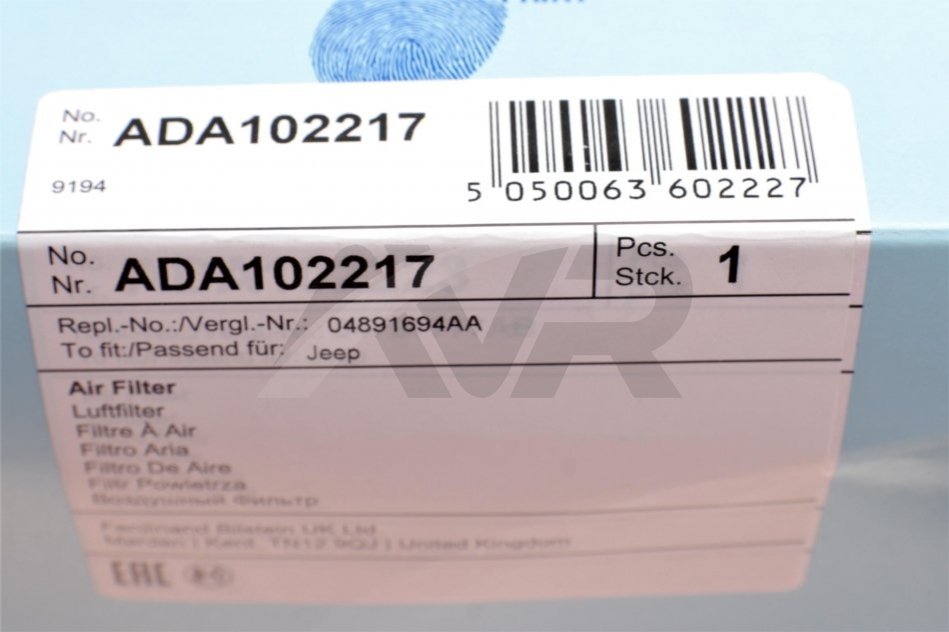 No.
Nr. ADA102217
9194
5 050063 602227
No.
Nr. ADA102217
Pcs.
Stck. 1
Repl.-No.:/Vergl.-Nr.: 04891694AA
To fit:/Passend für: Jeep
Air Filter
Luftfilter
Filtre À Air
Filtro Aria
Filtro De Aire
Filtr Powietrza
Воздушный Фильтр
Ferdinand Bilstein UK Ltd
Marden | Kent. TN12 9QJ | United Kingdom
EAC
AVR